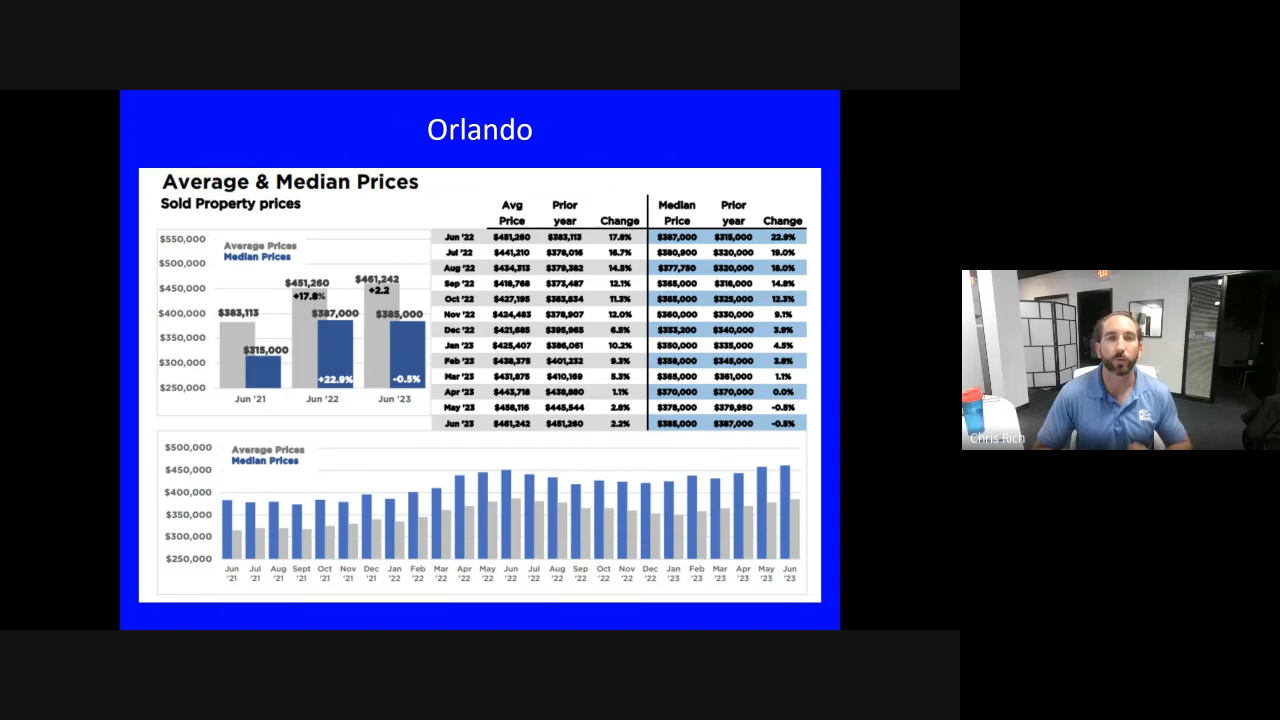 Orlando
Average & Median Prices
Sold Property prices
Avg Prior Median Prior
Price year Change Price year Change
Jun '22 $451,260 $383,113 17.8% $387,000 $315,000 22.9%
Jul '22 $441,210 $378,016 16.7% $380,900 $320,000 19.0%
Aug '22 $434,313 $379,382 14.5% $377,750 $320,000 18.0%
Sep '22 $418,768 $373,487 12.1% $365,000 $318,000 14.8%
Oct '22 $427,195 $383,834 11.3% $365,000 $325,000 12.3%
Nov '22 $424,483 $378,907 12.0% $360,000 $330,000 9.1%
Dec '22 $421,685 $395,965 6.5% $353,200 $340,000 3.9%
Jan '23 $425,407 $386,061 10.2% $350,000 $335,000 4.5%
Feb '23 $438,375 $401,232 9.3% $358,000 $345,000 3.8%
Mar '23 $431,875 $410,169 5.3% $365,000 $361,000 1.1%
Apr '23 $443,718 $438,880 1.1% $370,000 $370,000 0.0%
May '23 $458,116 $445,544 2.8% $378,000 $379,950 -0.5%
Jun '23 $461,242 $451,260 2.2% $385,000 $387,000 -0.5%
$550,000
$500,000
$450,000
$400,000
$350,000
$300,000
$250,000
Average Prices
Median Prices
$383,113
$315,000
$451,260
+17.8%
$387,000
+22.9%
$461,242
+2.2
$385,000
-0.5%
Jun '21 Jun '22 Jun '23
$500,000
$450,000
$400,000
$350,000
$300,000
$250,000
Average Prices
Median Prices
Jun Jul Aug Sept Oct Nov Dec Jan Feb Mar Apr May Jun Jul Aug Sep Oct Nov Dec Jan Feb Mar Apr May Jun
'21 '21 '21 '21 '21 '21 '21 '22 '22 '22 '22 '22 '22 '22 '22 '22 '22 '22 '22 '23 '23 '23 '23 '23 '23
Chris Rich